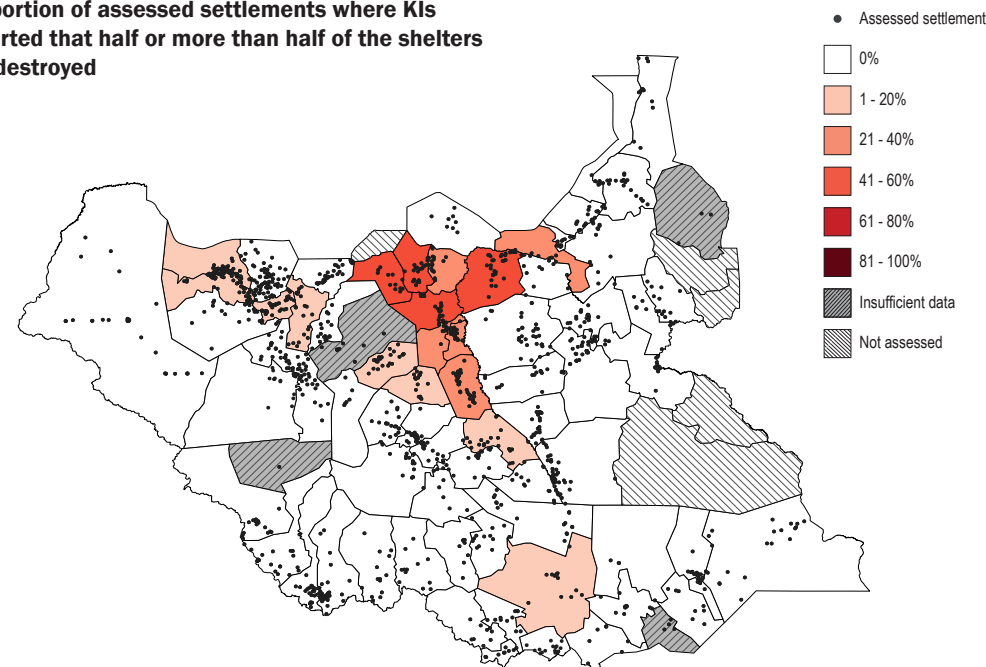 portion of assessed settlements where KIs
rted that half or more than half of the shelters
destroyed
Assessed settlement
0%
1 - 20%
21 - 40%
41 - 60%
61 - 80%
81 - 100%
Insufficient data
Not assessed